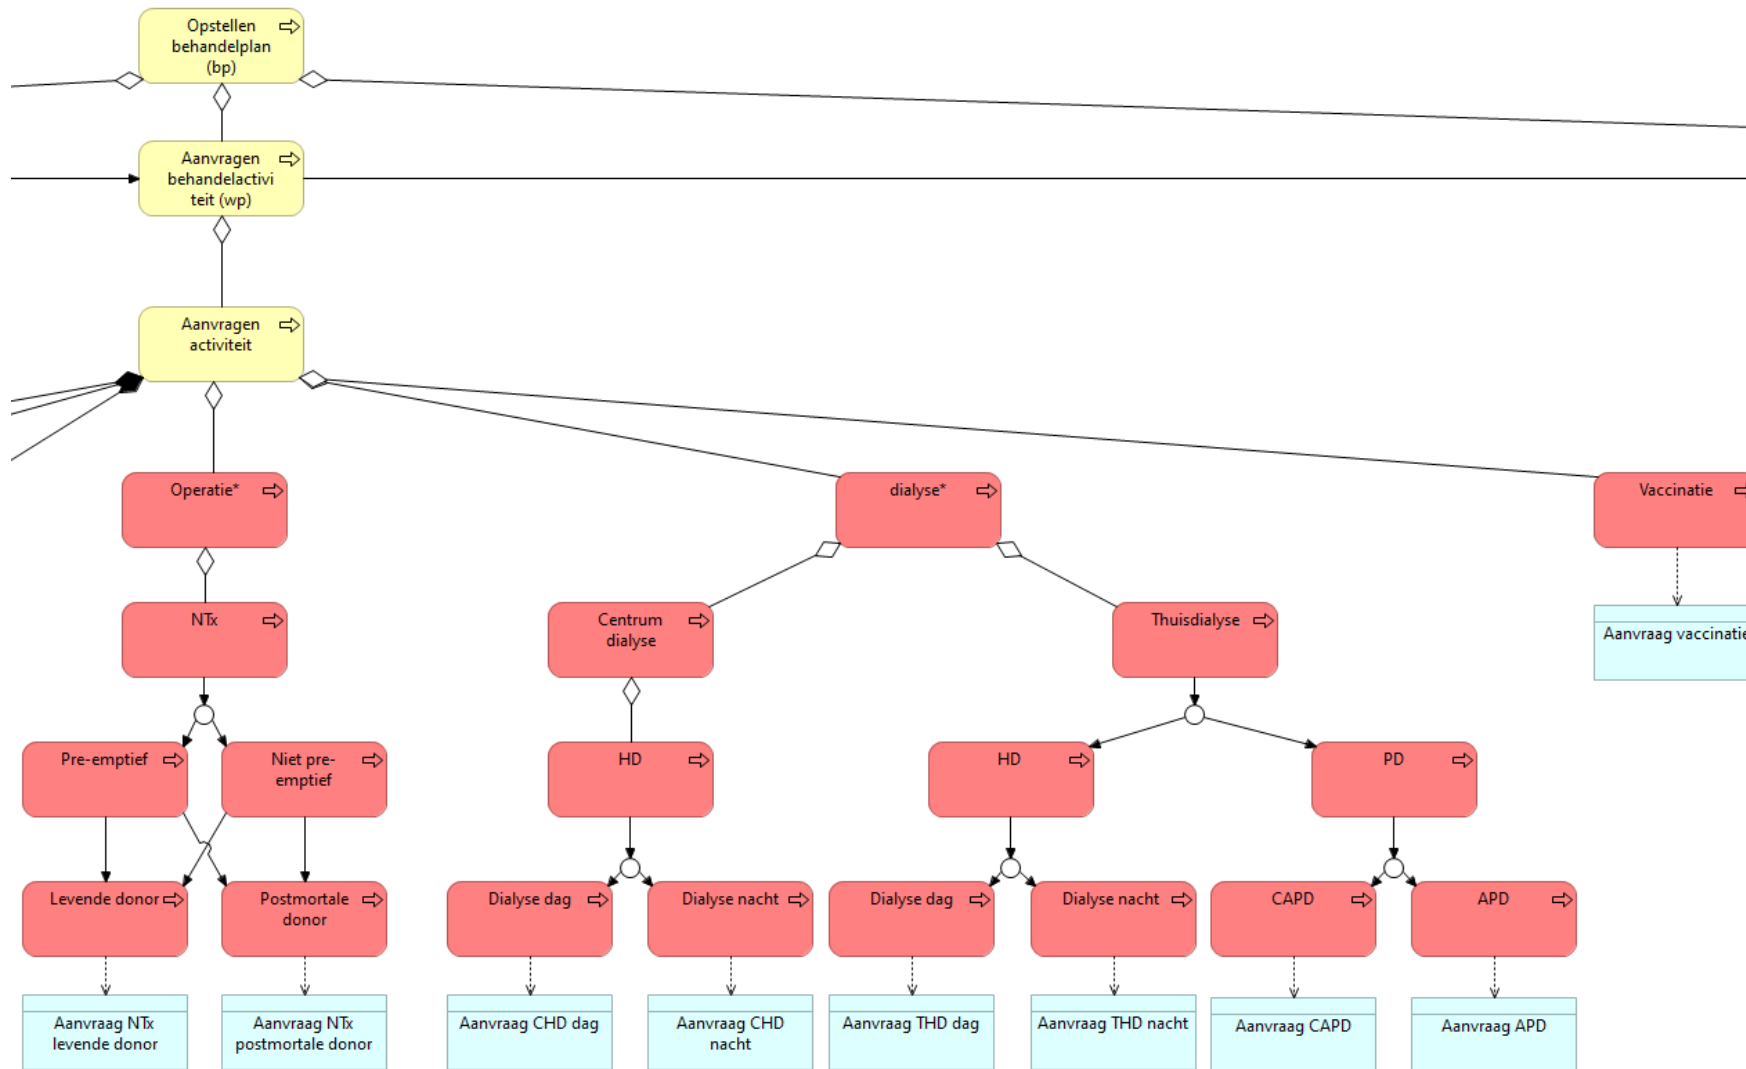 Opstellen
behandelplan
(bp)
Aanvragen
behandelactivi
teit (wp)
Aanvragen
activiteit
Operatie*
dialyse*
Vaccinatie
NTx
Centrum
dialyse
Thuisdialyse
Aanvraag vaccinatie
Pre-emptief
Niet pre-
emptief
HD
HD
PD
Levende donor
Postmortale
donor
Dialyse dag
Dialyse nacht
Dialyse dag
Dialyse nacht
CAPD
APD
Aanvraag NTx
levende donor
Aanvraag NTx
postmortale donor
Aanvraag CHD dag
Aanvraag CHD
nacht
Aanvraag THD dag
Aanvraag THD nacht
Aanvraag CAPD
Aanvraag APD